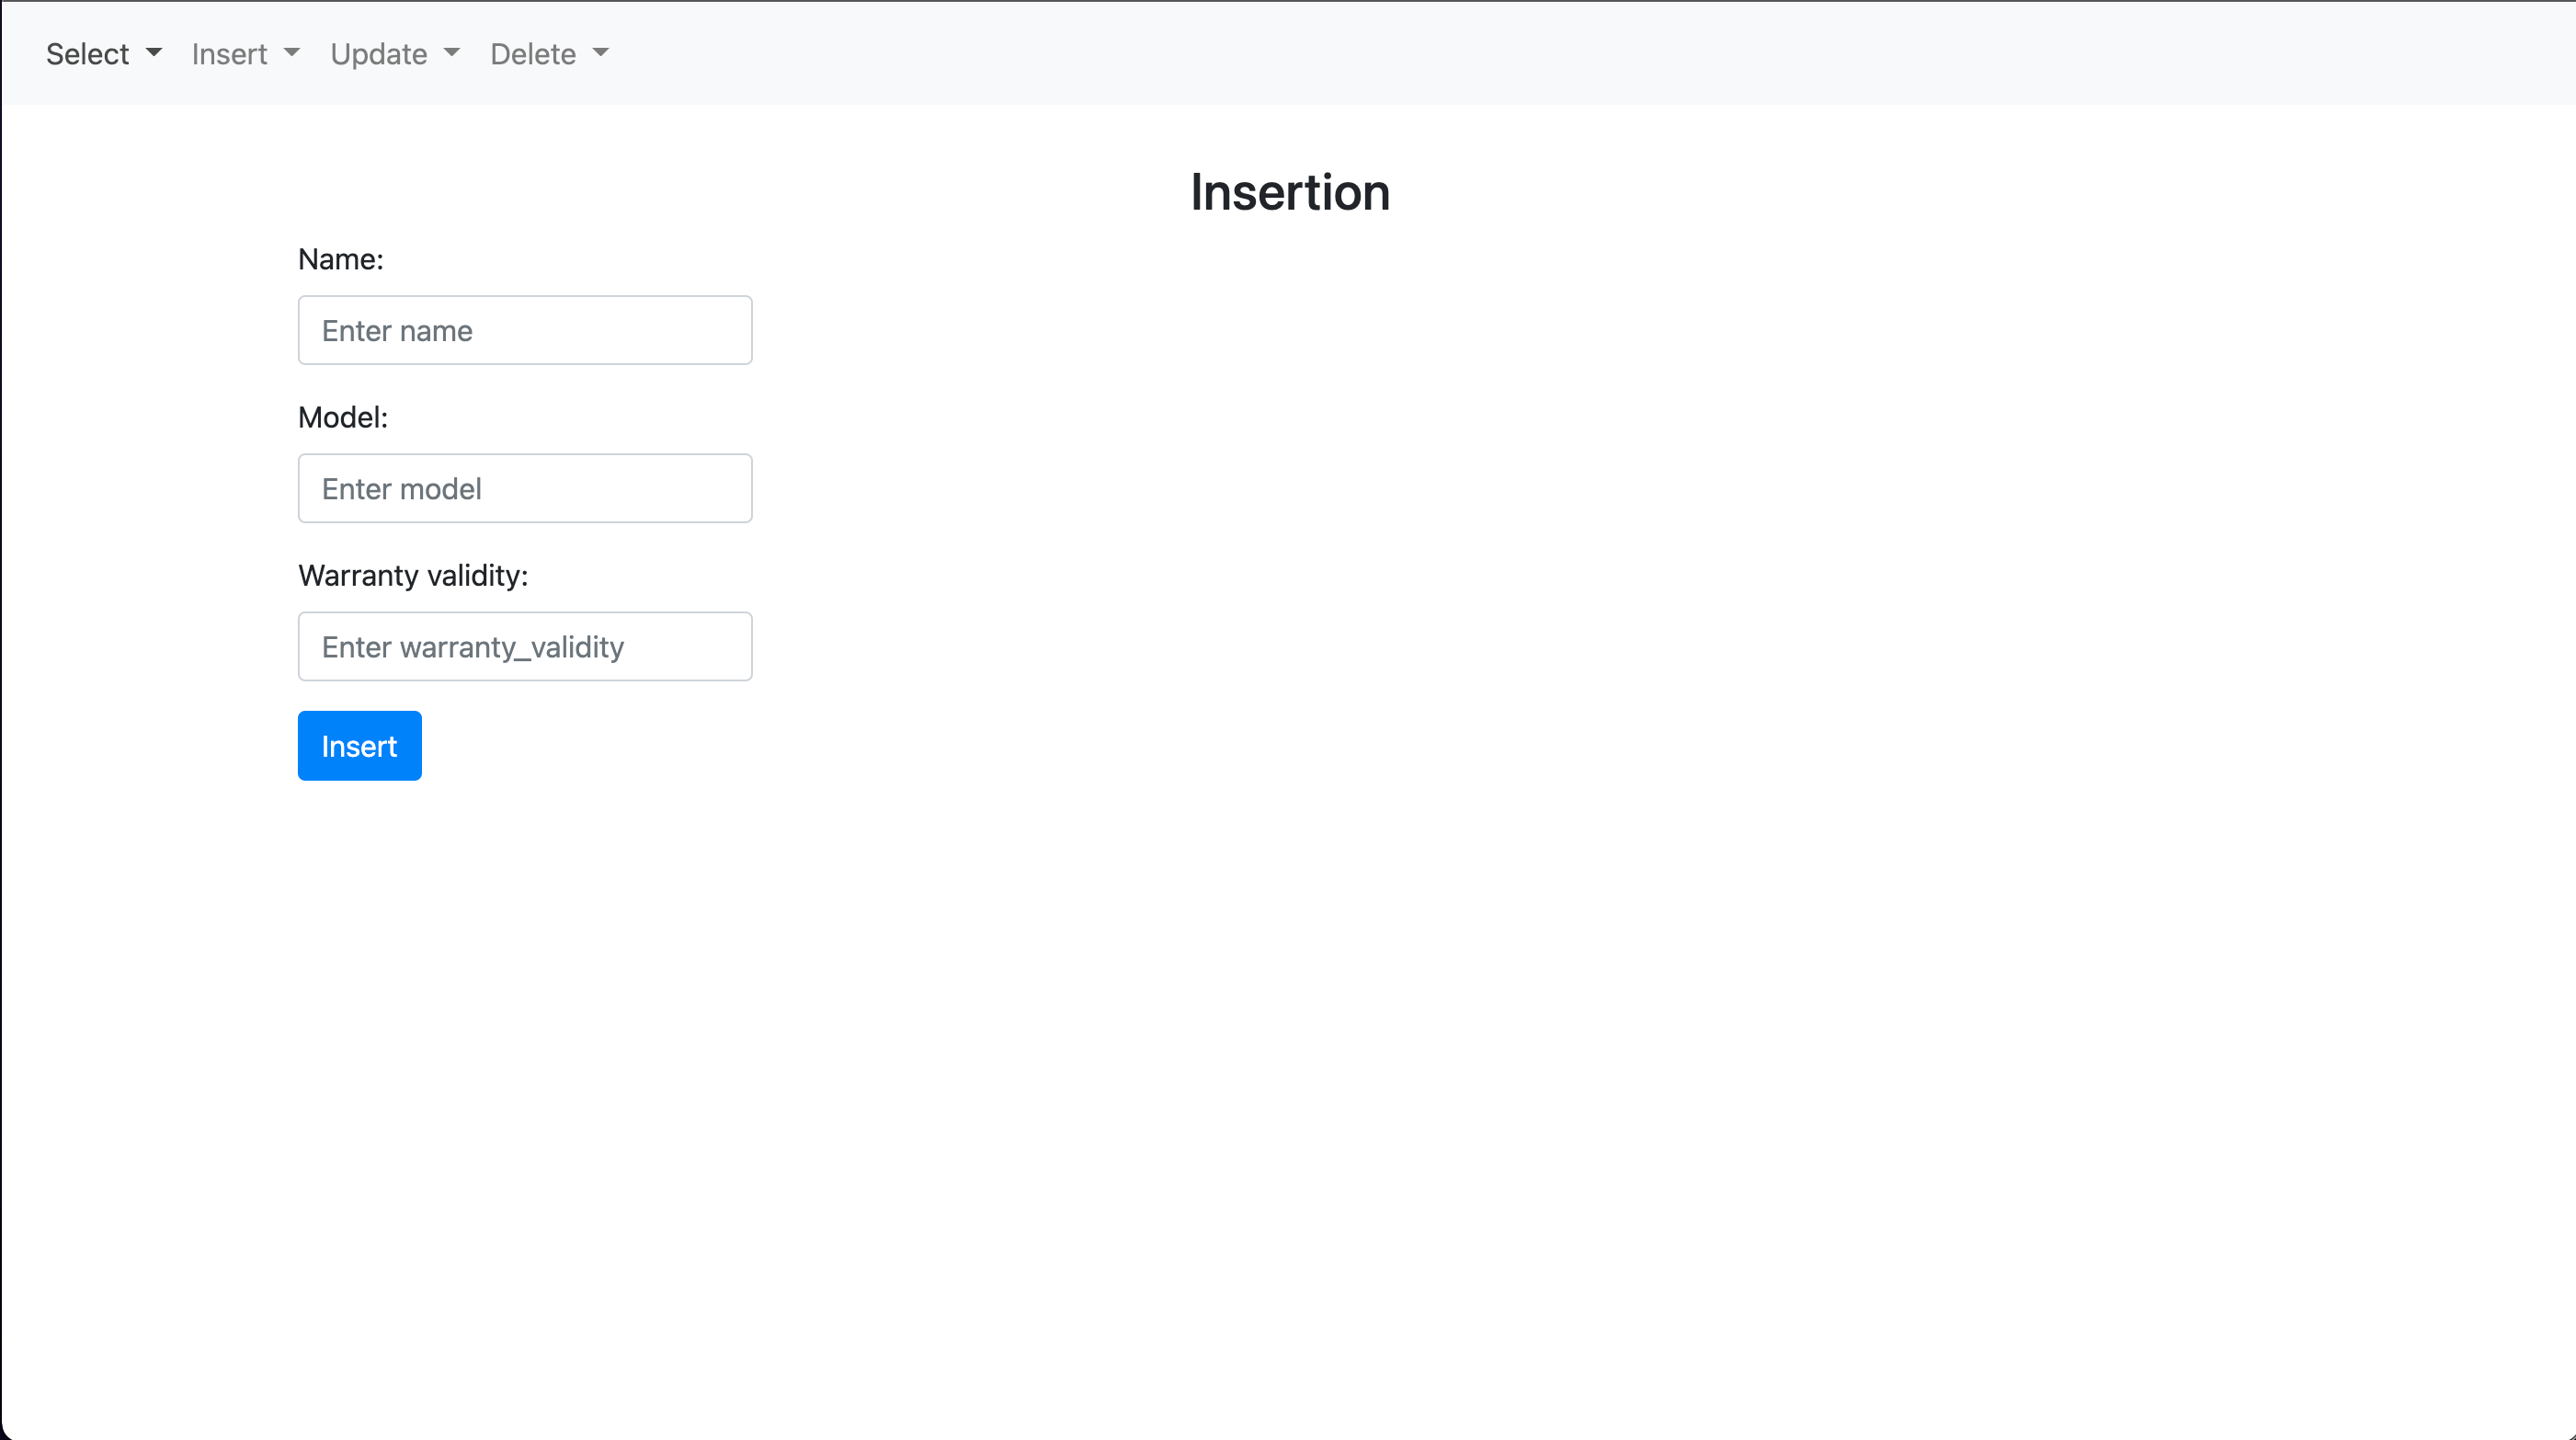 Select Insert Update Delete
Insertion
Name:
Enter name
Model:
Enter model
Warranty validity:
Enter warranty_validity
Insert